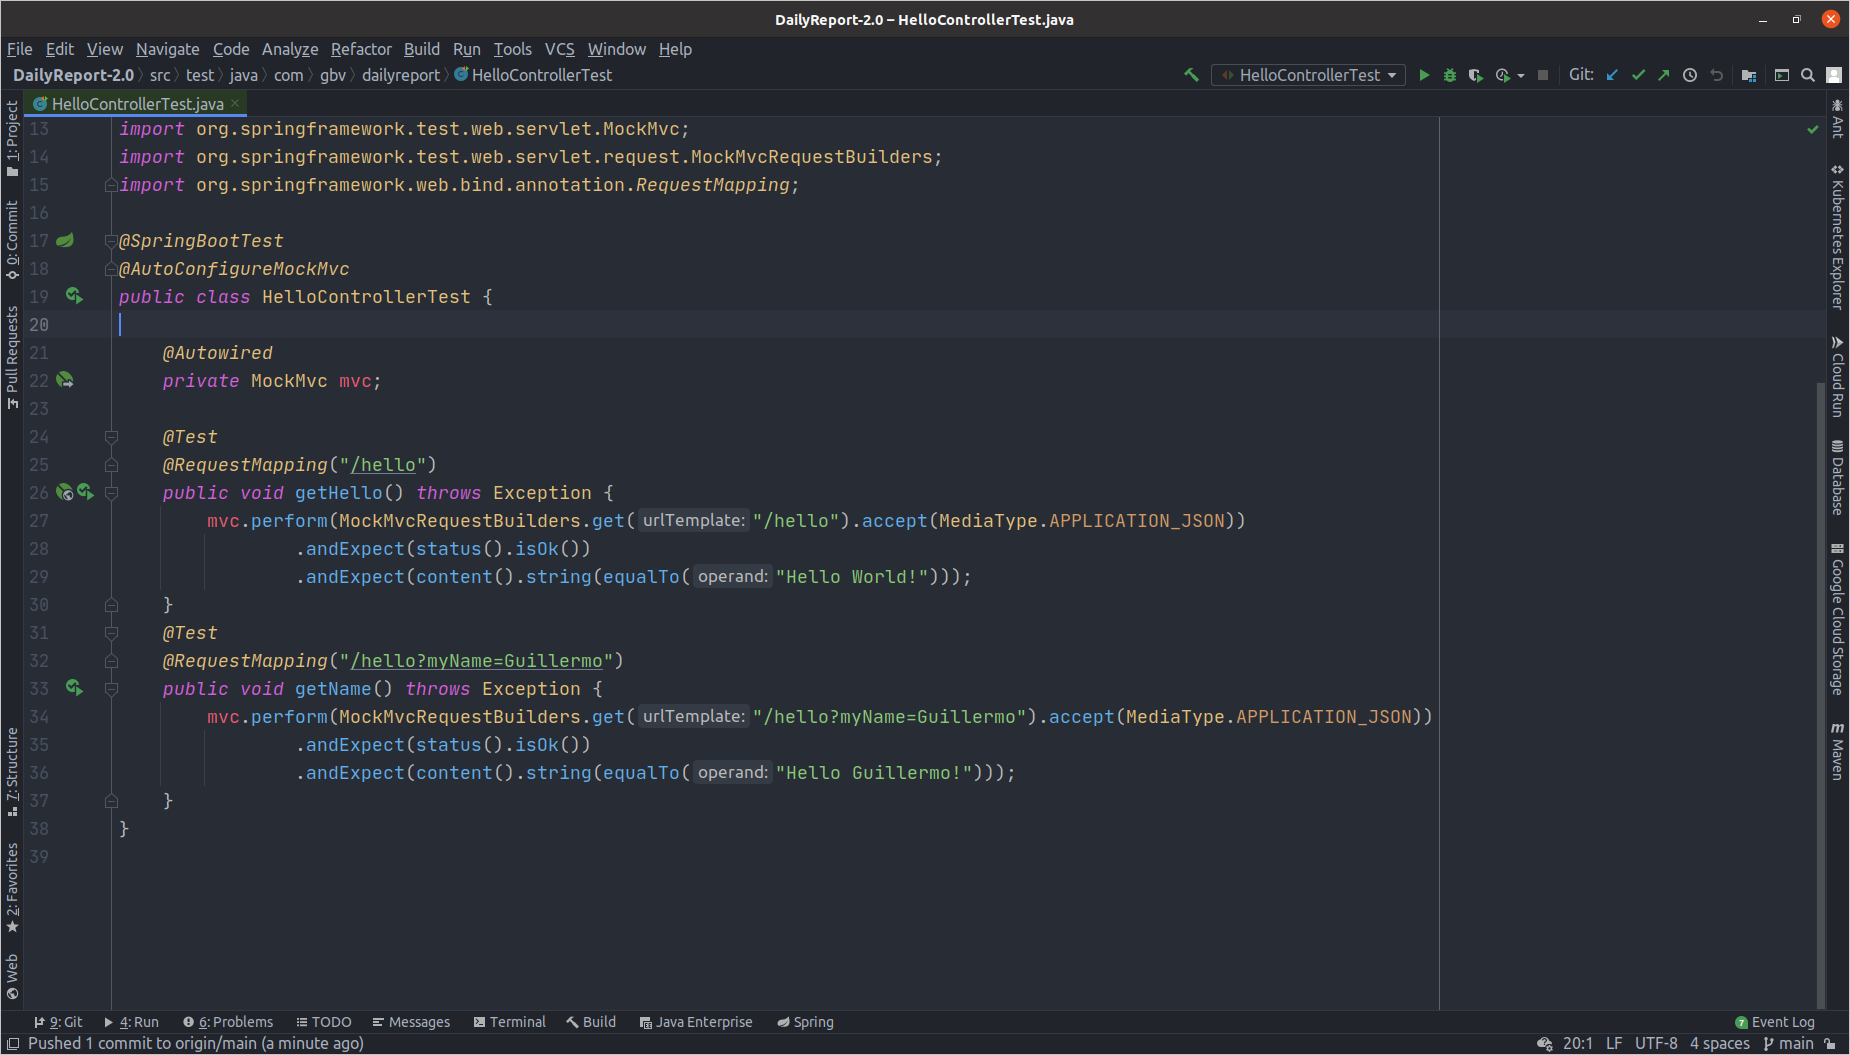 DailyReport-2.0 – HelloControllerTest.java
File Edit View Navigate Code Analyze Refactor Build Run Tools VCS Window Help
DailyReport-2.0 src test java com gbv dailyreport HelloControllerTest
HelloControllerTest Git:
HelloControllerTest.java
1: Project
0: Commit
Pull Requests
7: Structure
2: Favorites
Web
13 import org.springframework.test.web.servlet.MockMvc;
14 import org.springframework.test.web.servlet.request.MockMvcRequestBuilders;
15 import org.springframework.web.bind.annotation.RequestMapping;
16
17 @SpringBootTest
18 @AutoConfigureMockMvc
19 public class HelloControllerTest {
20
21 @Autowired
22 private MockMvc mvc;
23
24 @Test
25 @RequestMapping("/hello")
26 public void getHello() throws Exception {
27 mvc.perform(MockMvcRequestBuilders.get( urlTemplate: "/hello").accept(MediaType.APPLICATION_JSON))
28 .andExpect(status().isOk())
29 .andExpect(content().string(equalTo( operand: "Hello World!")));
30 }
31 @Test
32 @RequestMapping("/hello?myName=Guillermo")
33 public void getName() throws Exception {
34 mvc.perform(MockMvcRequestBuilders.get( urlTemplate: "/hello?myName=Guillermo").accept(MediaType.APPLICATION_JSON))
35 .andExpect(status().isOk())
36 .andExpect(content().string(equalTo( operand: "Hello Guillermo!")));
37 }
38 }
39
Ant
Kubernetes Explorer
Cloud Run
Database
Google Cloud Storage
m Maven
9: Git 4: Run 6: Problems TODO Messages Terminal Build Java Enterprise Spring 7 Event Log
Pushed 1 commit to origin/main (a minute ago) 20:1 LF UTF-8 4 spaces main